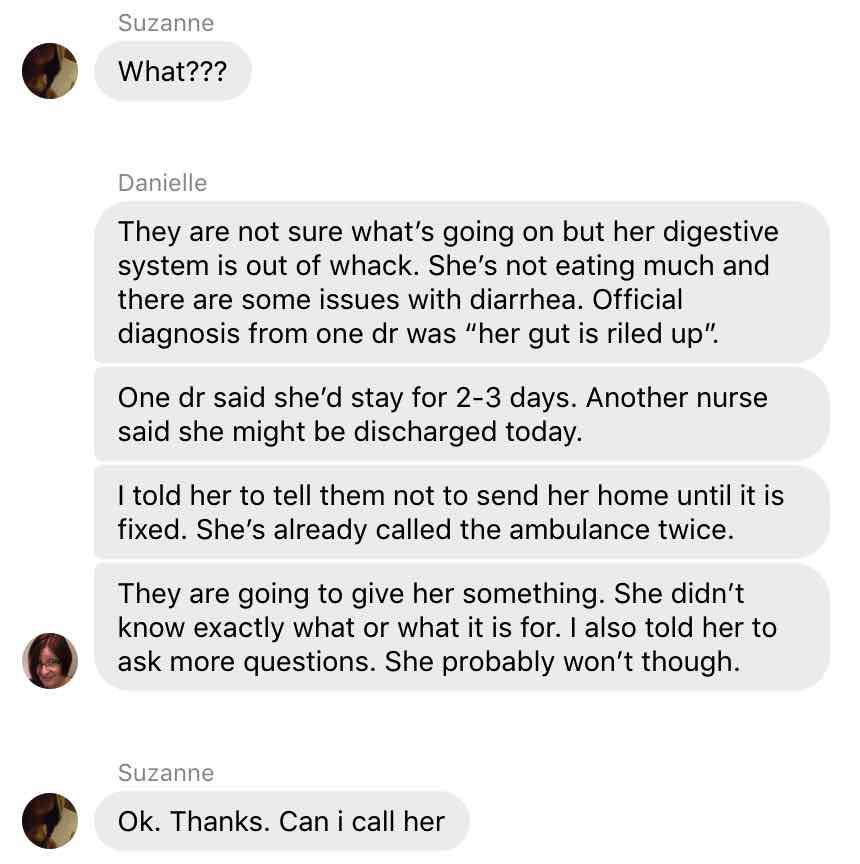 Suzanne
What???
Danielle
They are not sure what’s going on but her digestive
system is out of whack. She’s not eating much and
there are some issues with diarrhea. Official
diagnosis from one dr was “her gut is riled up”.
One dr said she’d stay for 2-3 days. Another nurse
said she might be discharged today.
I told her to tell them not to send her home until it is
fixed. She’s already called the ambulance twice.
They are going to give her something. She didn’t
know exactly what or what it is for. I also told her to
ask more questions. She probably won’t though.
Suzanne
Ok. Thanks. Can i call her